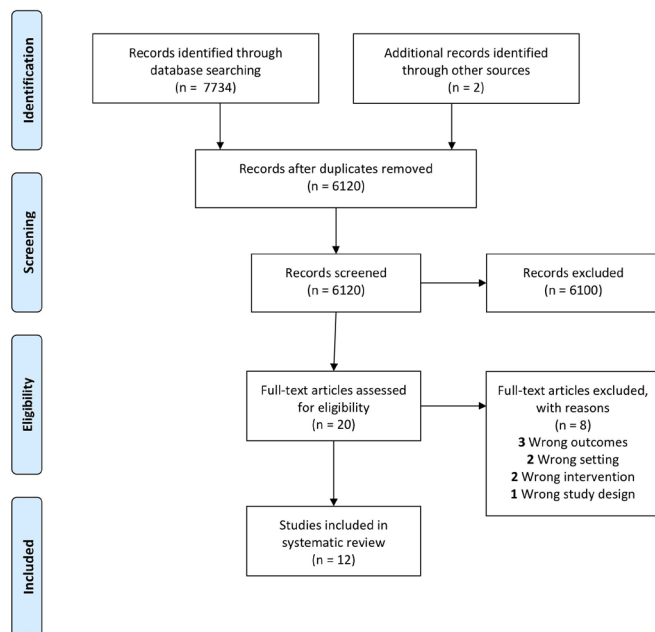 Identification
Records identified through
database searching
(n = 7734)
Additional records identified
through other sources
(n = 2)
Records after duplicates removed
(n = 6120)
Screening
Records screened
(n = 6120)
Records excluded
(n = 6100)
Eligibility
Full-text articles assessed
for eligibility
(n = 20)
Full-text articles excluded,
with reasons
(n = 8)
3 Wrong outcomes
2 Wrong setting
2 Wrong intervention
1 Wrong study design
Included
Studies included in
systematic review
(n = 12)